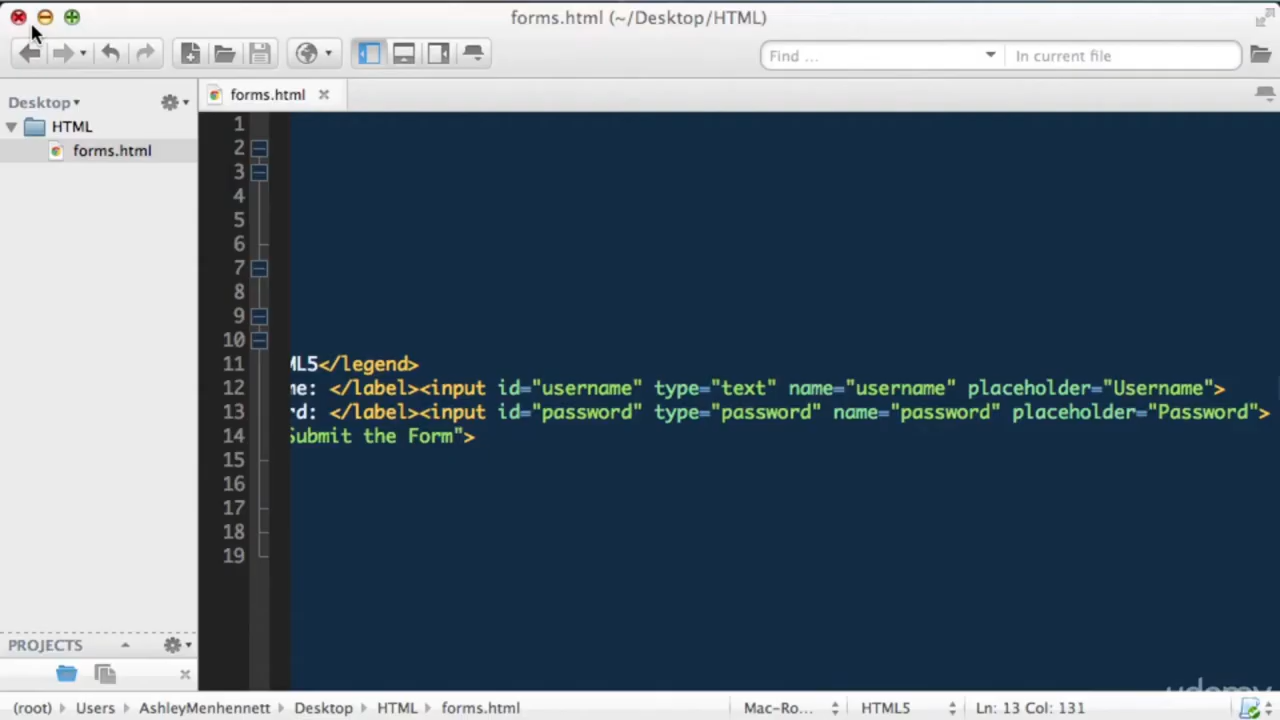 forms.html (~/Desktop/HTML)
Find ...
In current file
Desktop
forms.html
HTML
forms.html
1
2
3
4
5
6
7
8
9
10
11 ML5</legend>
12 me: </label><input id="username" type="text" name="username" placeholder="Username">
13 rd: </label><input id="password" type="password" name="password" placeholder="Password">
14 Submit the Form">
15
16
17
18
19
PROJECTS
udemy
(root) Users AshleyMenhennett Desktop HTML forms.html Mac-Ro... HTML5 Ln: 13 Col: 131